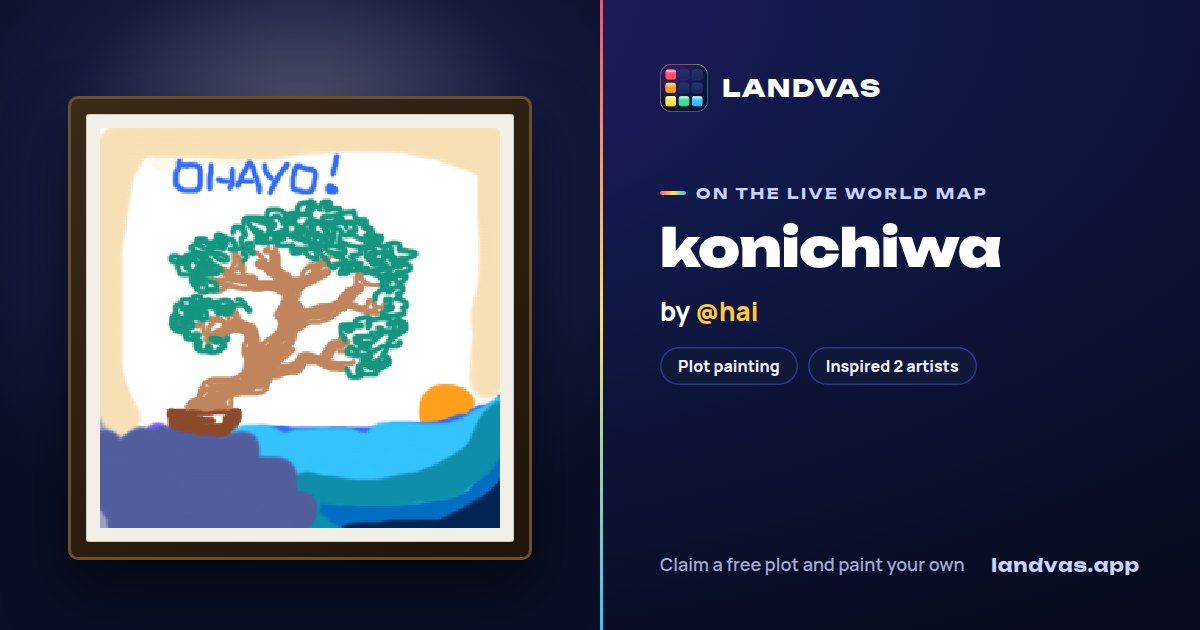 OHAYO!
LANDVAS
ON THE LIVE WORLD MAP
konichiwa
by @hai
Plot painting
Inspired 2 artists
Claim a free plot and paint your own
landvas.app